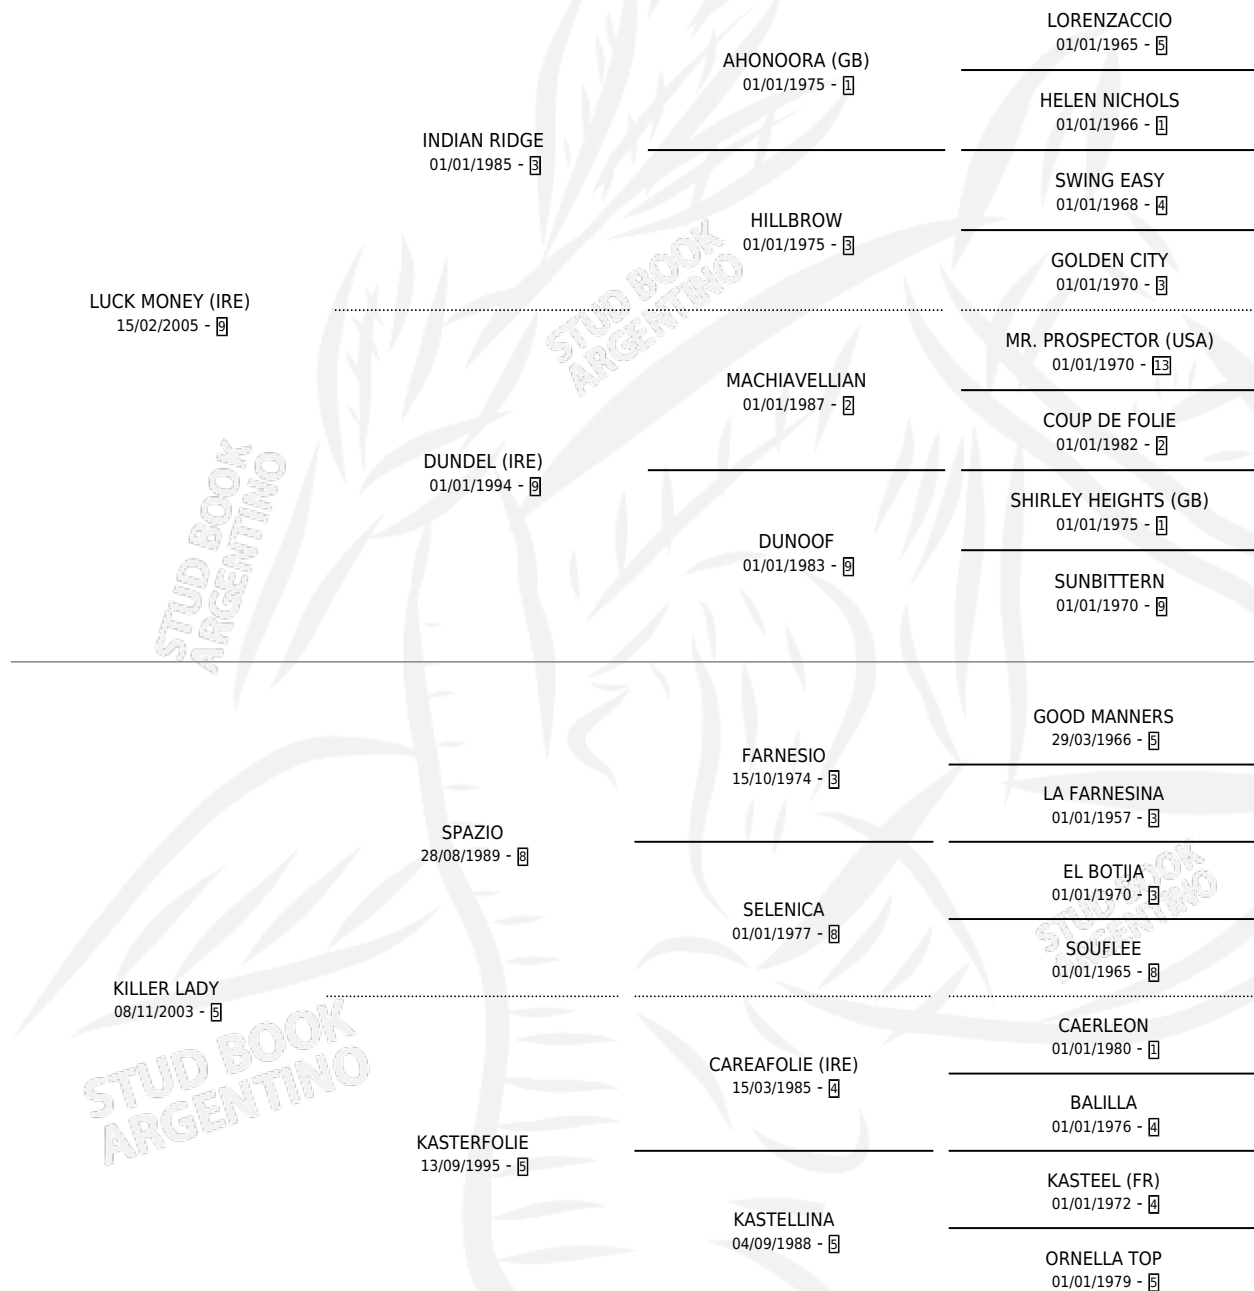 LORENZACCIO
01/01/1965 - 5
AHONOORA (GB)
01/01/1975 - 1
HELEN NICHOLS
01/01/1966 - 1
INDIAN RIDGE
01/01/1985 - 3
SWING EASY
01/01/1968 - 4
HILLBROW
01/01/1975 - 3
GOLDEN CITY
01/01/1970 - 3
LUCK MONEY (IRE)
15/02/2005 - 9
MR. PROSPECTOR (USA)
01/01/1970 - 13
MACHIAVELLIAN
01/01/1987 - 2
COUP DE FOLIE
01/01/1982 - 2
DUNDEL (IRE)
01/01/1994 - 9
SHIRLEY HEIGHTS (GB)
01/01/1975 - 1
DUNOOF
01/01/1983 - 9
SUNBITTERN
01/01/1970 - 9
GOOD MANNERS
29/03/1966 - 5
FARNESIO
15/10/1974 - 3
LA FARNESINA
01/01/1957 - 3
SPAZIO
28/08/1989 - 8
EL BOTIJA
01/01/1970 - 3
SELENICA
01/01/1977 - 8
SOUFLEE
01/01/1965 - 8
KILLER LADY
08/11/2003 - 5
CAERLEON
01/01/1980 - 1
CAREAFOLIE (IRE)
15/03/1985 - 4
BALILLA
01/01/1976 - 4
KASTERFOLIE
13/09/1995 - 5
KASTEEL (FR)
01/01/1972 - 4
KASTELLINA
04/09/1988 - 5
ORNELLA TOP
01/01/1979 - 5
STUD BOOK
ARGENTINO
STUD BOOK
ARGENTINO
STUD BOOK
ARGENTINO
STUD BOOK
ARGENTINO